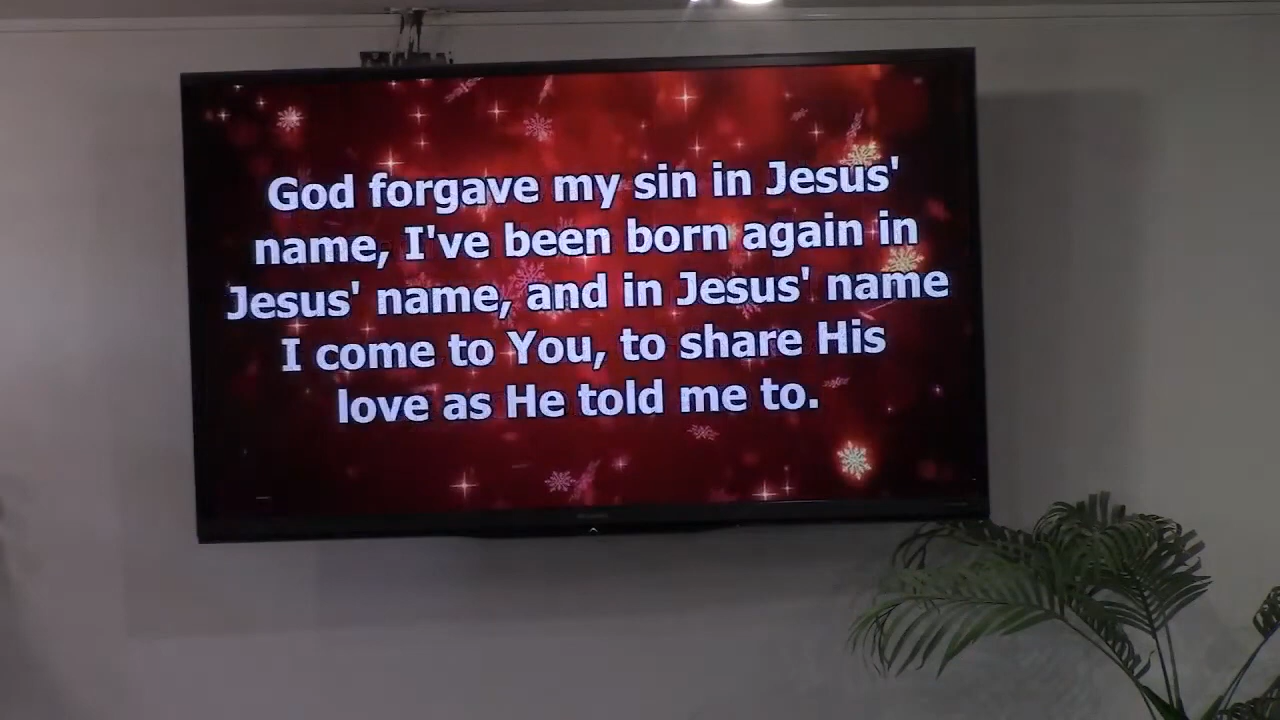 God forgave my sin in Jesus'
name, I've been born again in
Jesus' name, and in Jesus' name
I come to You, to share His
love as He told me to.